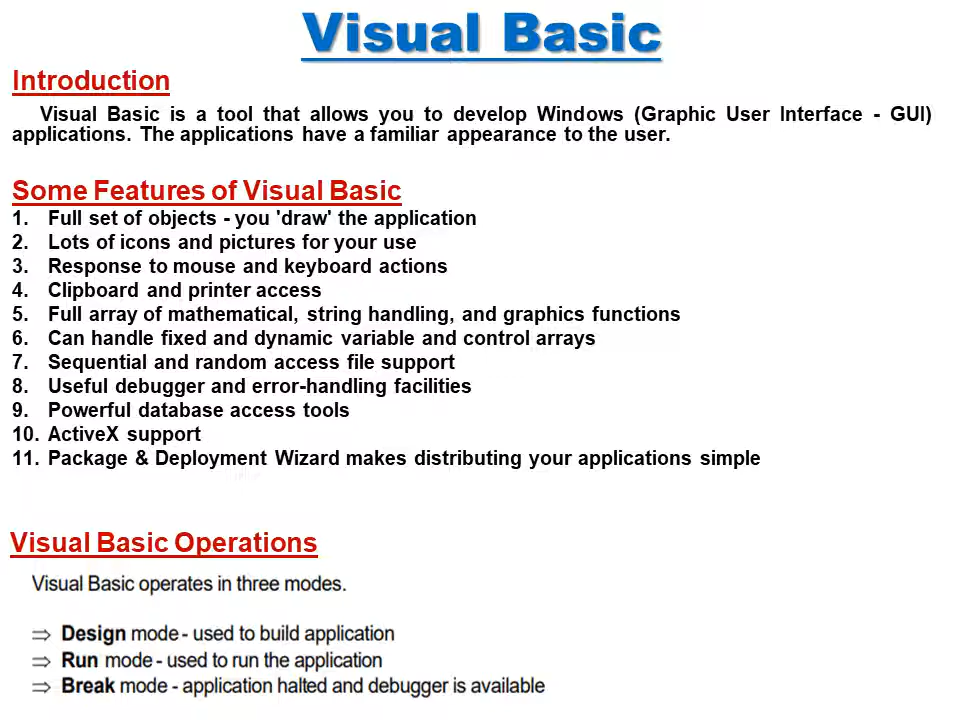 Visual Basic
Introduction
Visual Basic is a tool that allows you to develop Windows (Graphic User Interface - GUI)
applications. The applications have a familiar appearance to the user.
Some Features of Visual Basic
1. Full set of objects - you 'draw' the application
2. Lots of icons and pictures for your use
3. Response to mouse and keyboard actions
4. Clipboard and printer access
5. Full array of mathematical, string handling, and graphics functions
6. Can handle fixed and dynamic variable and control arrays
7. Sequential and random access file support
8. Useful debugger and error-handling facilities
9. Powerful database access tools
10. ActiveX support
11. Package & Deployment Wizard makes distributing your applications simple
Visual Basic Operations
Visual Basic operates in three modes.
⇒ Design mode - used to build application
⇒ Run mode - used to run the application
⇒ Break mode - application halted and debugger is available